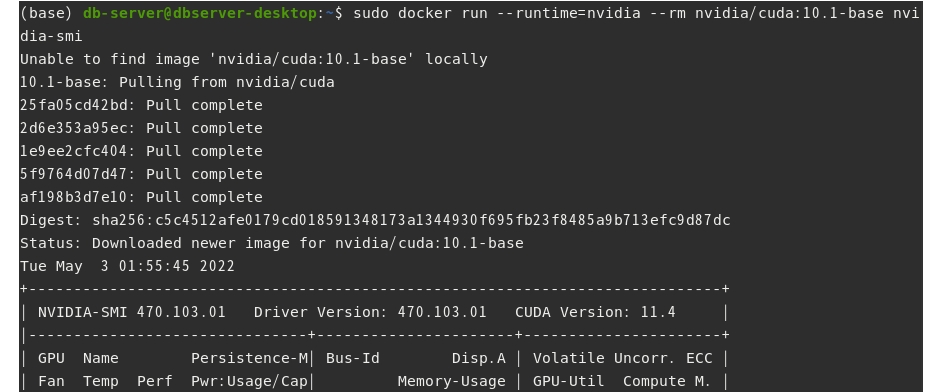 (base) db-server@dbserver-desktop:~$ sudo docker run --runtime=nvidia --rm nvidia/cuda:10.1-base nvi
dia-smi
Unable to find image 'nvidia/cuda:10.1-base' locally
10.1-base: Pulling from nvidia/cuda
25fa05cd42bd: Pull complete
2d6e353a95ec: Pull complete
1e9ee2cfc404: Pull complete
5f9764d07d47: Pull complete
af198b3d7e10: Pull complete
Digest: sha256:c5c4512afe0179cd018591348173a1344930f695fb23f8485a9b713efc9d87dc
Status: Downloaded newer image for nvidia/cuda:10.1-base
Tue May  3 01:55:45 2022
+-----------------------------------------------------------------------------+
| NVIDIA-SMI 470.103.01   Driver Version: 470.103.01   CUDA Version: 11.4     |
|-------------------------------+----------------------+----------------------+
| GPU  Name        Persistence-M| Bus-Id        Disp.A | Volatile Uncorr. ECC |
| Fan  Temp  Perf  Pwr:Usage/Cap|         Memory-Usage | GPU-Util  Compute M. |